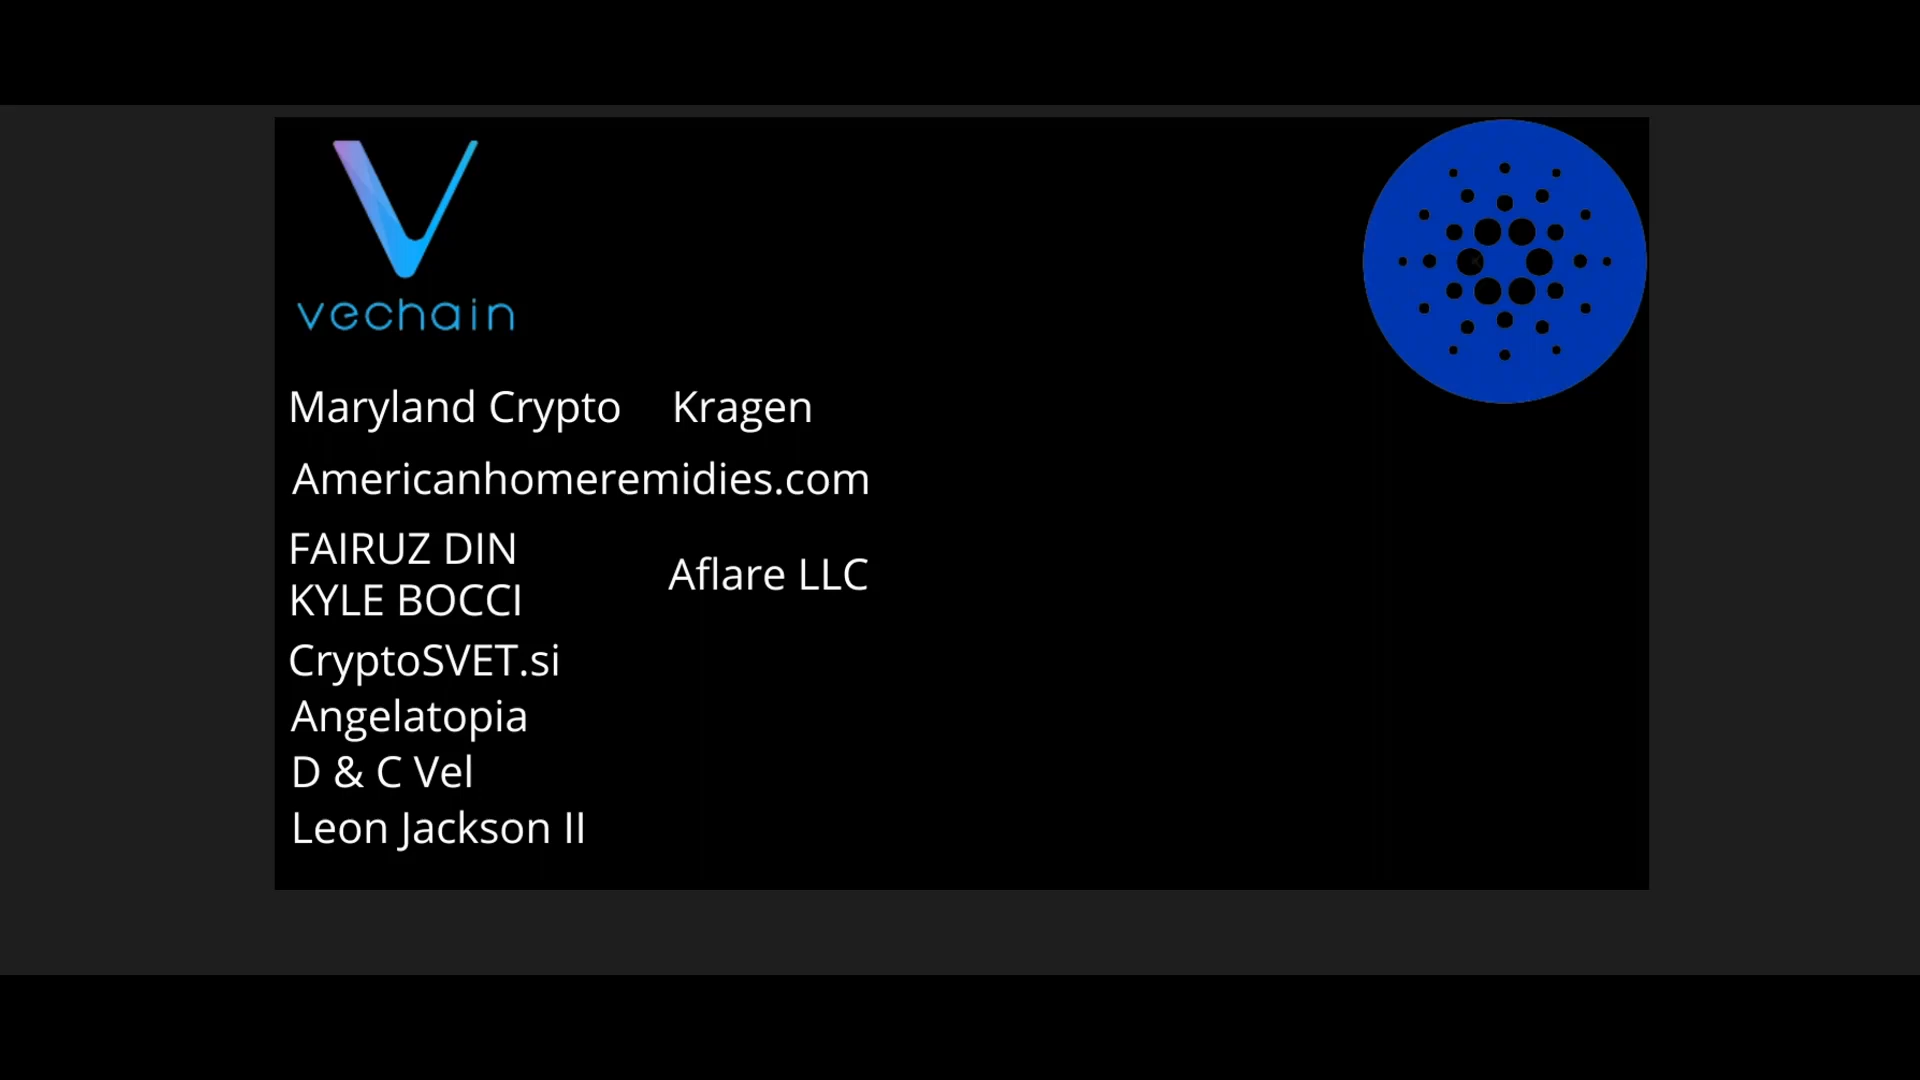 vechain
Maryland Crypto Kragen
Americanhomeremidies.com
FAIRUZ DIN
KYLE BOCCI
Aflare LLC
CryptoSVET.si
Angelatopia
D & C Vel
Leon Jackson II